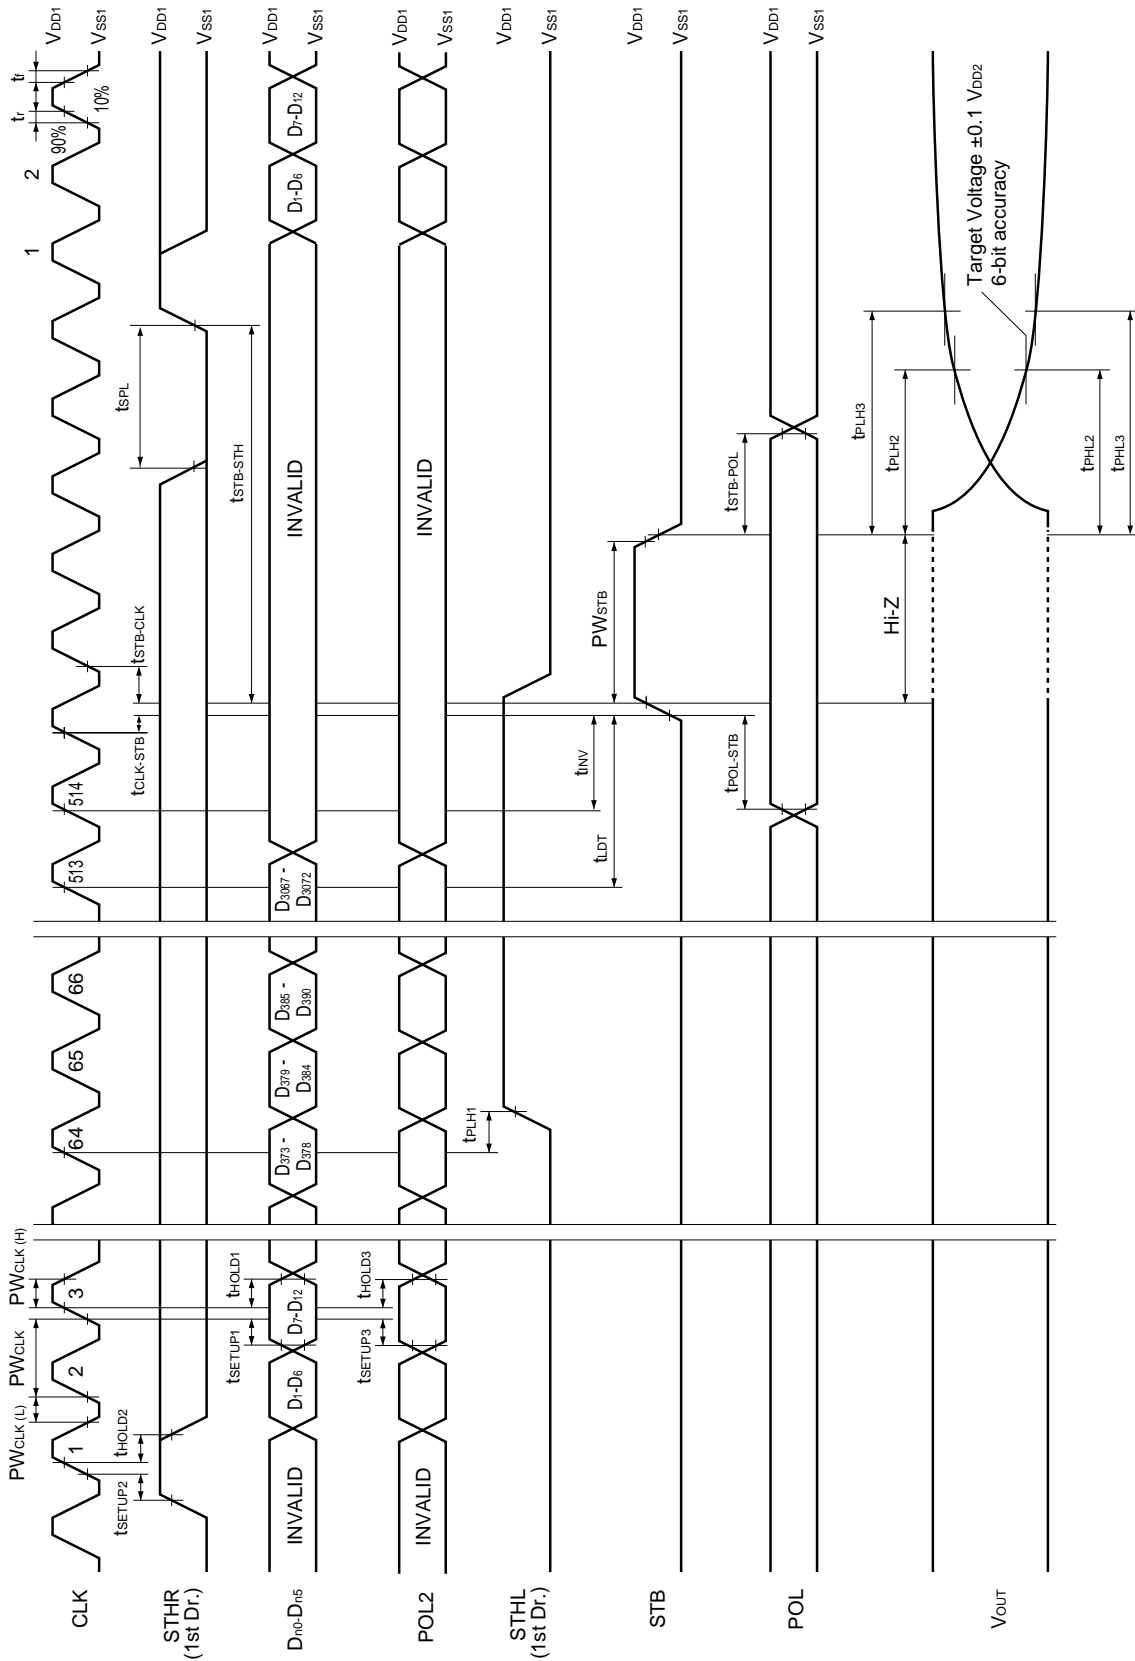 CLK
PWCLK (L)
PWCLK
PWCLK (H)
1
2
3
64
65
66
513
514
1
2
tr
tf
90%
10%
VDD1
VSS1
STHR
(1st Dr.)
tSETUP2
tHOLD2
tCLK-STB
tSTB-CLK
tSPL
tSTB-STH
VDD1
VSS1
Dn0-Dn5
INVALID
D1-D6
D7-D12
tSETUP1
tHOLD1
D373 -
D378
D379 -
D384
D385 -
D390
D3067 -
D3072
INVALID
D1-D6
D7-D12
VDD1
VSS1
POL2
INVALID
tSETUP3
tHOLD3
INVALID
VDD1
VSS1
STHL
(1st Dr.)
tPLH1
VDD1
VSS1
STB
tLDT
tINV
PWSTB
VDD1
VSS1
POL
tPOL-STB
tSTB-POL
VDD1
VSS1
VOUT
Hi-Z
tPLH2
tPLH3
Target Voltage ±0.1 VDD2
6-bit accuracy
tPHL2
tPHL3